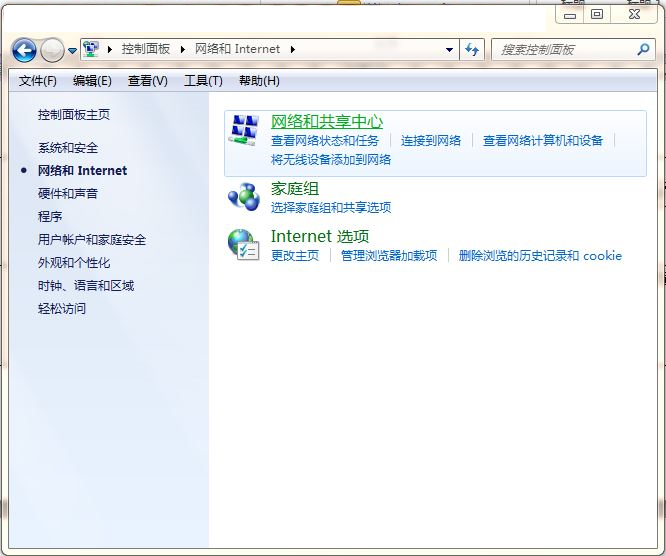 控制面板 网络和 Internet 搜索控制面板
文件(F) 编辑(E) 查看(V) 工具(T) 帮助(H)
控制面板主页
系统和安全
网络和 Internet
硬件和声音
程序
用户帐户和家庭安全
外观和个性化
时钟、语言和区域
轻松访问
网络和共享中心
查看网络状态和任务 连接到网络 查看网络计算机和设备
将无线设备添加到网络
家庭组
选择家庭组和共享选项
Internet 选项
更改主页 管理浏览器加载项 删除浏览的历史记录和 cookie